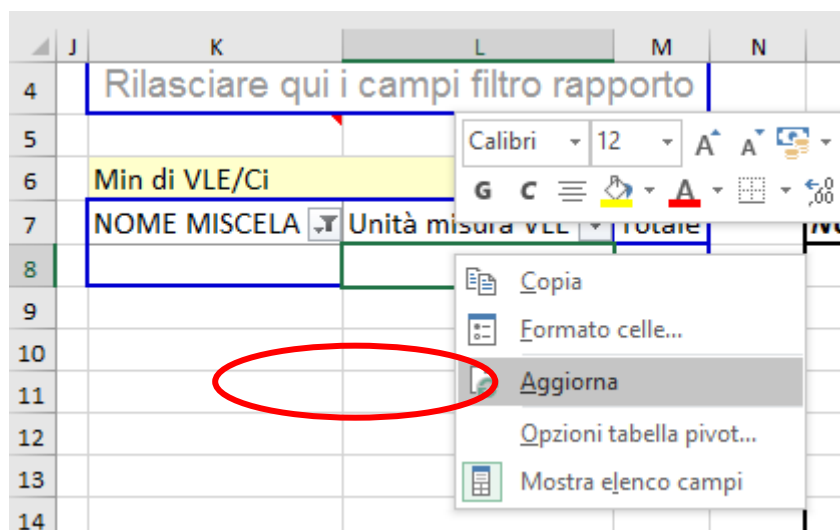 J K L M N
4 Rilasciare qui i campi filtro rapporto
5 Calibri 12 A A
6 Min di VLE/Ci G C A ,00
7 NOME MISCELA Unità misura VLE Totale
8
Copia
9
Formato celle...
10
Aggiorna
11
12 Opzioni tabella pivot...
13 Mostra elenco campi
14